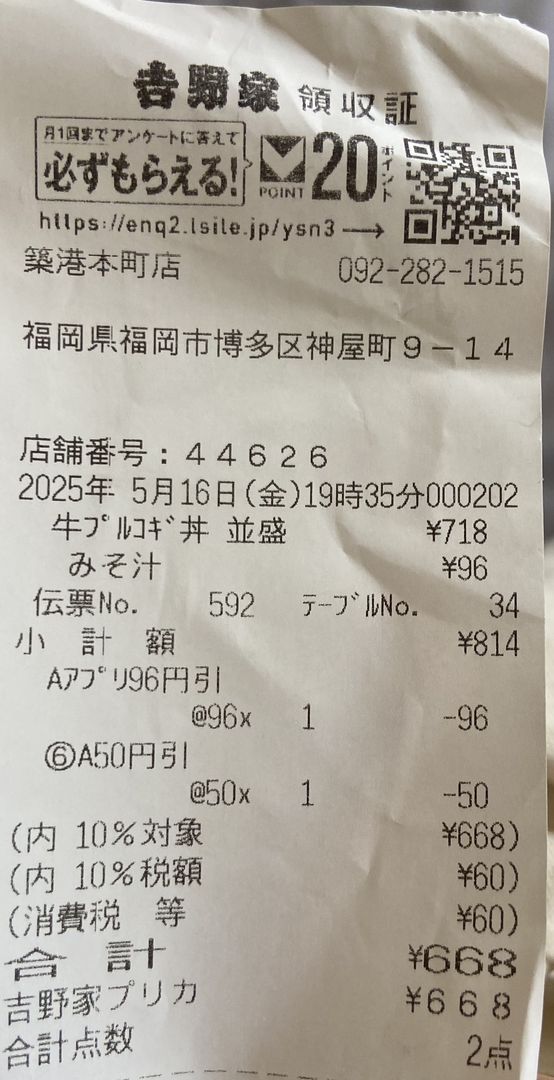 吉野家 領収証
月1回まで アンケートに答えて
必ずもらえる!
V POINT 20ポイント
https://enq2.lsile.jp/ysn3→
築港本町店 092-282-1515
福岡県福岡市博多区神屋町9-14
店舗番号:44626
2025年 5月16日(金)19時35分000202
牛プルコギ丼 並盛 ¥718
みそ汁 ¥96
伝票No. 592 テーブルNo. 34
小計額 ¥814
Aアプリ96円引
@96x 1 -96
⑥A50円引
@50x 1 -50
(内 10%対象 ¥668)
(内 10%税額 ¥60)
(消費税 等 ¥60)
合計 ¥668
吉野家プリカ ¥668
合計点数 2点